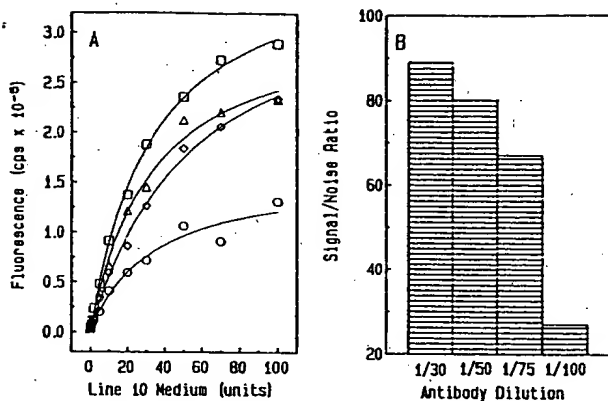 A
3.0
2.5
2.0
1.5
1.0
0.5
0.0
Fluorescence (cps x 10⁻⁵)
0 20 40 60 80 100
Line 10 Medium (units)
B
100
80
60
40
20
Signal/Noise Ratio
1/30 1/50 1/75 1/100
Antibody Dilution